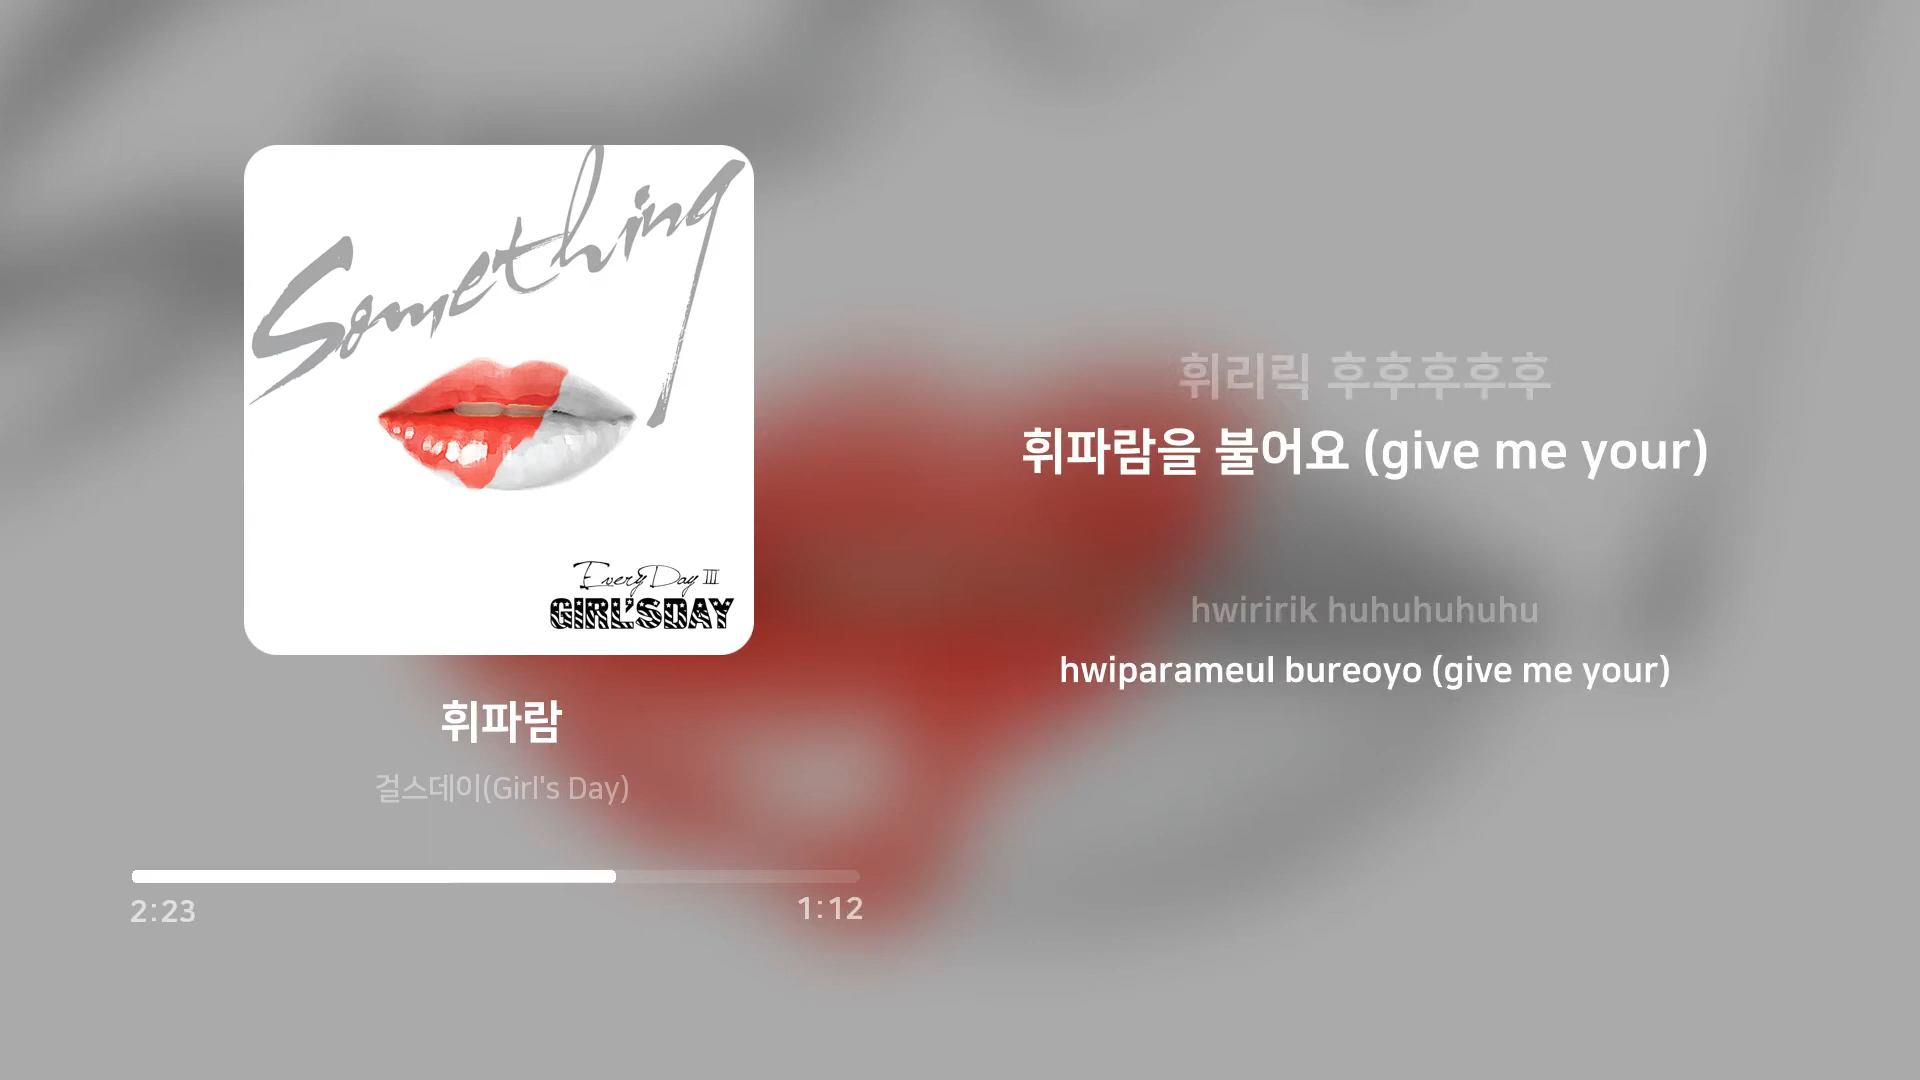 Something
Every Day III
GIRL'SDAY
휘파람
걸스데이(Girl's Day)
2:23
1:12
휘리릭 후후후후후
휘파람을 불어요 (give me your)
hwiririk huhuhuhuhu
hwiparameul bureoyo (give me your)